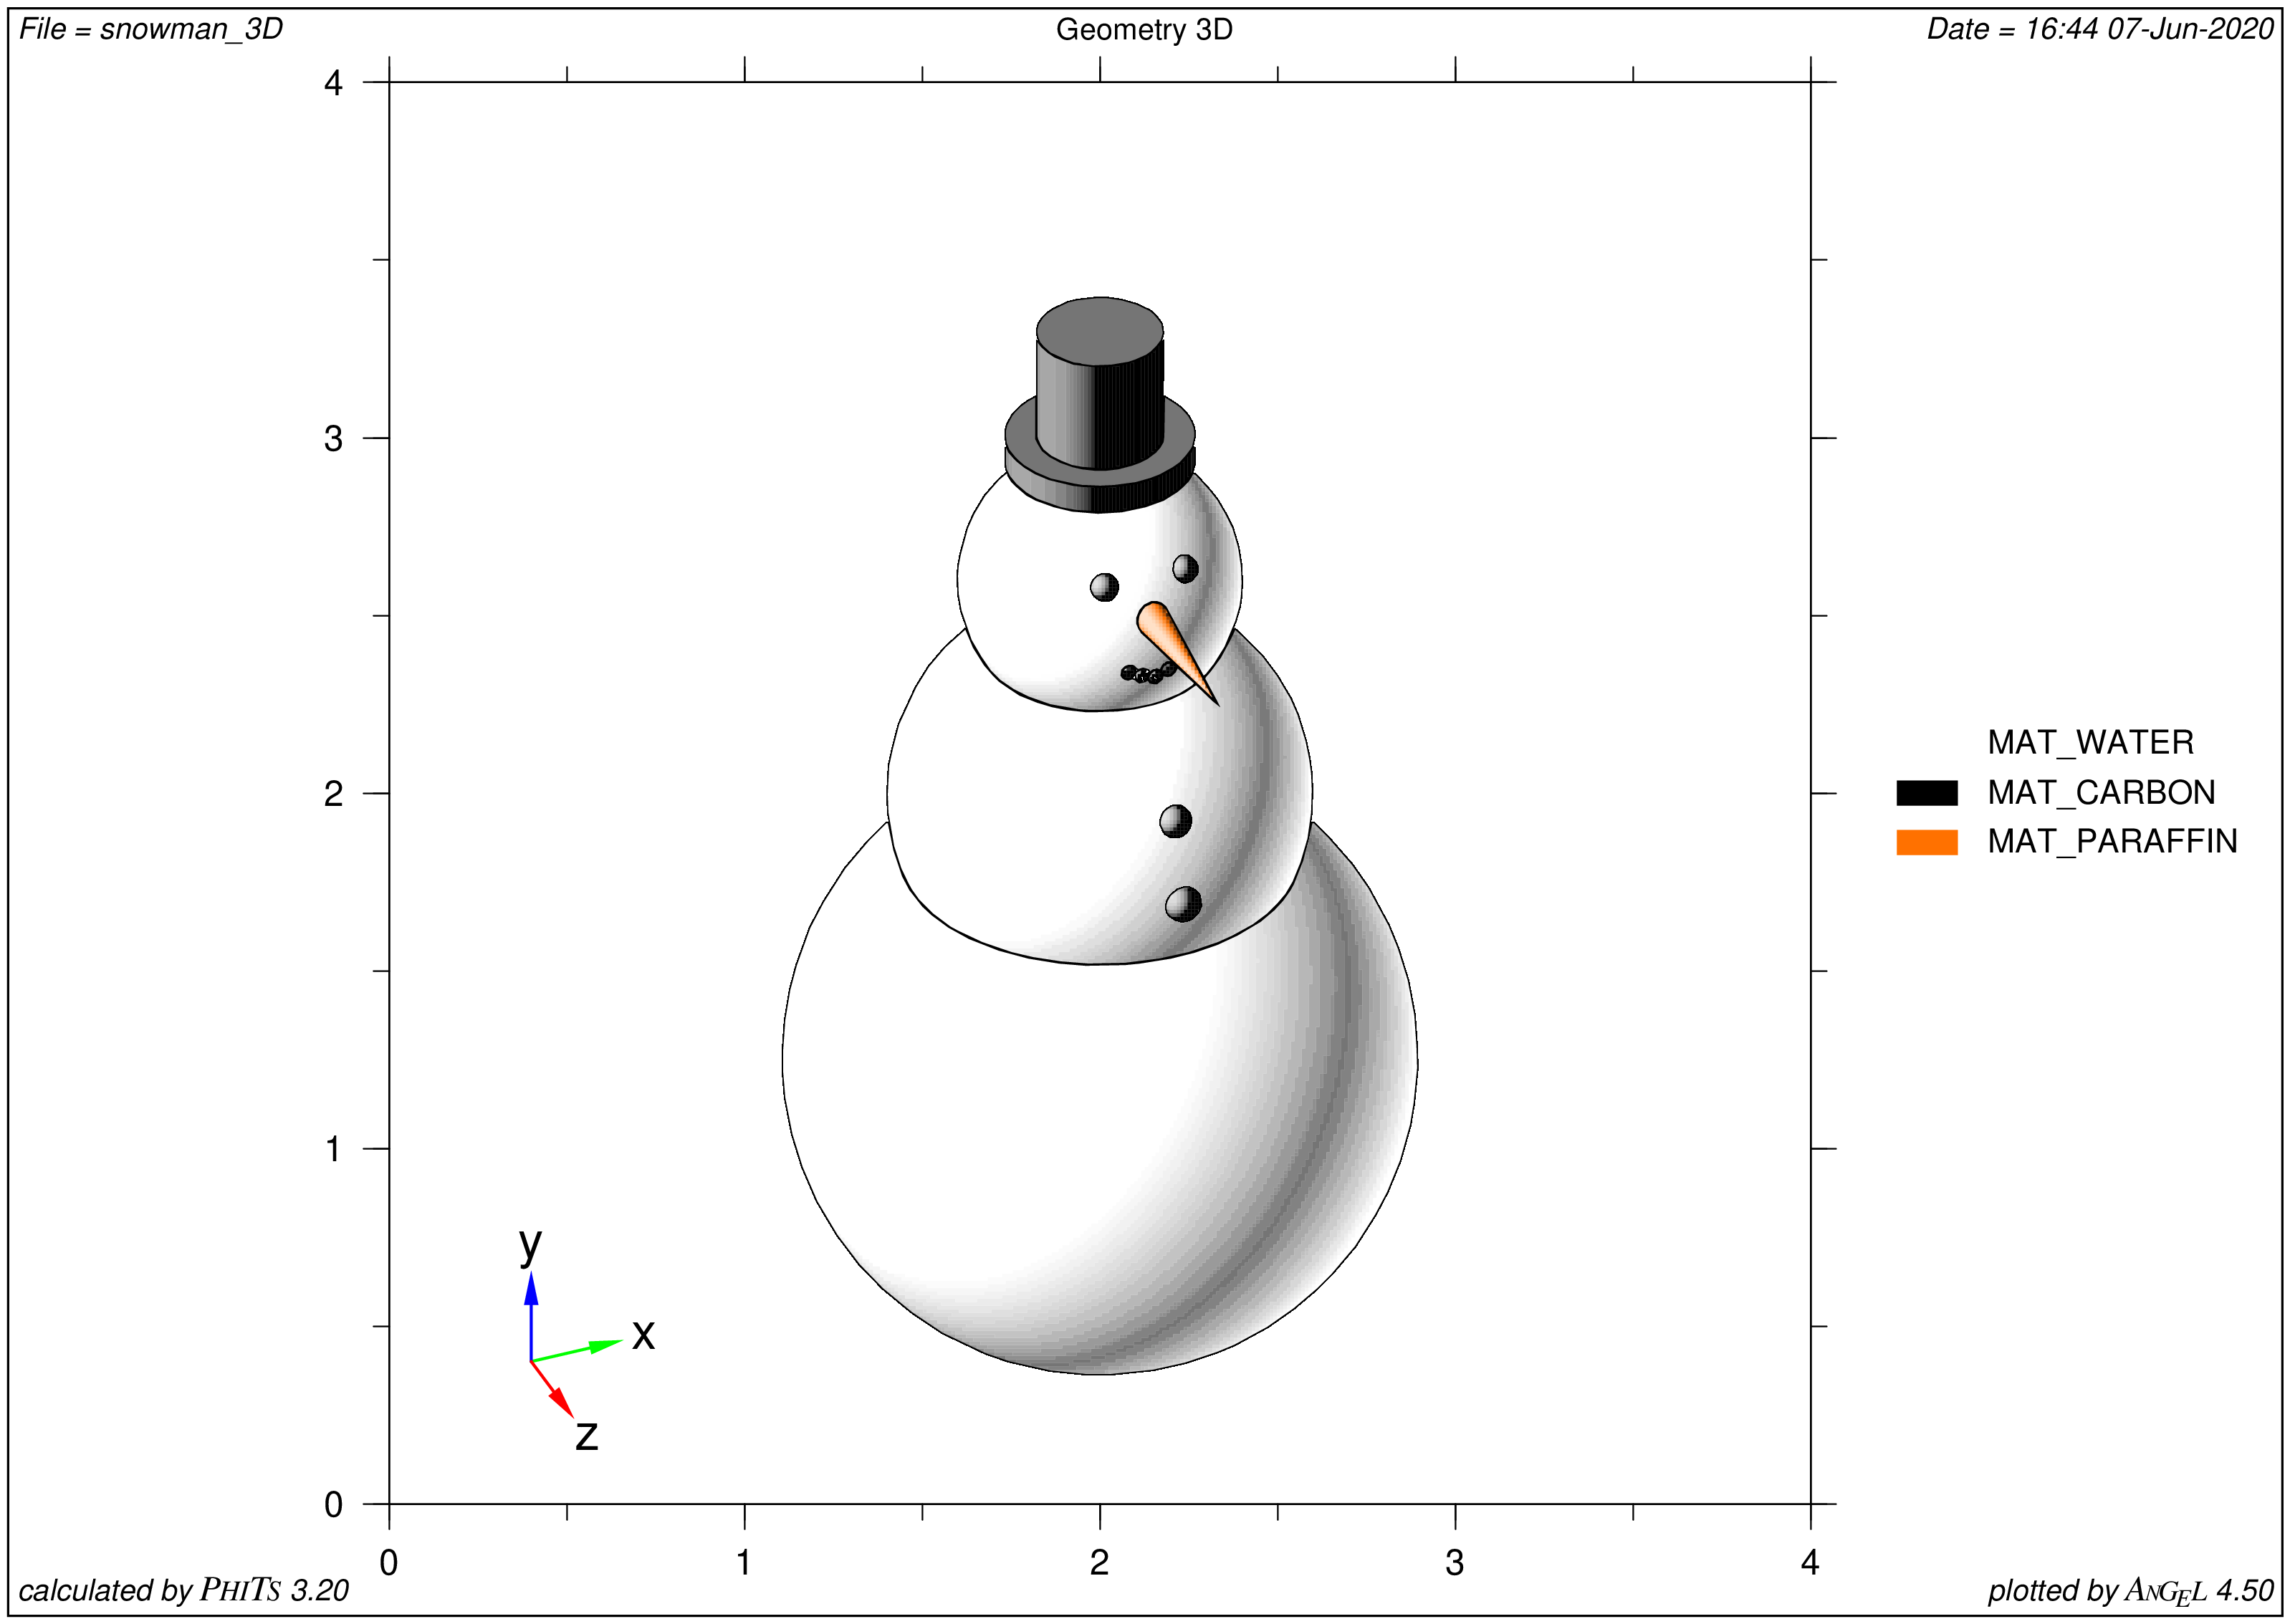 File = snowman_3D
Geometry 3D
Date = 16:44 07-Jun-2020
4
3
2
1
0
0 1 2 3 4
y
x
z
MAT_WATER
MAT_CARBON
MAT_PARAFFIN
calculated by PHITS 3.20
plotted by ANGEL 4.50